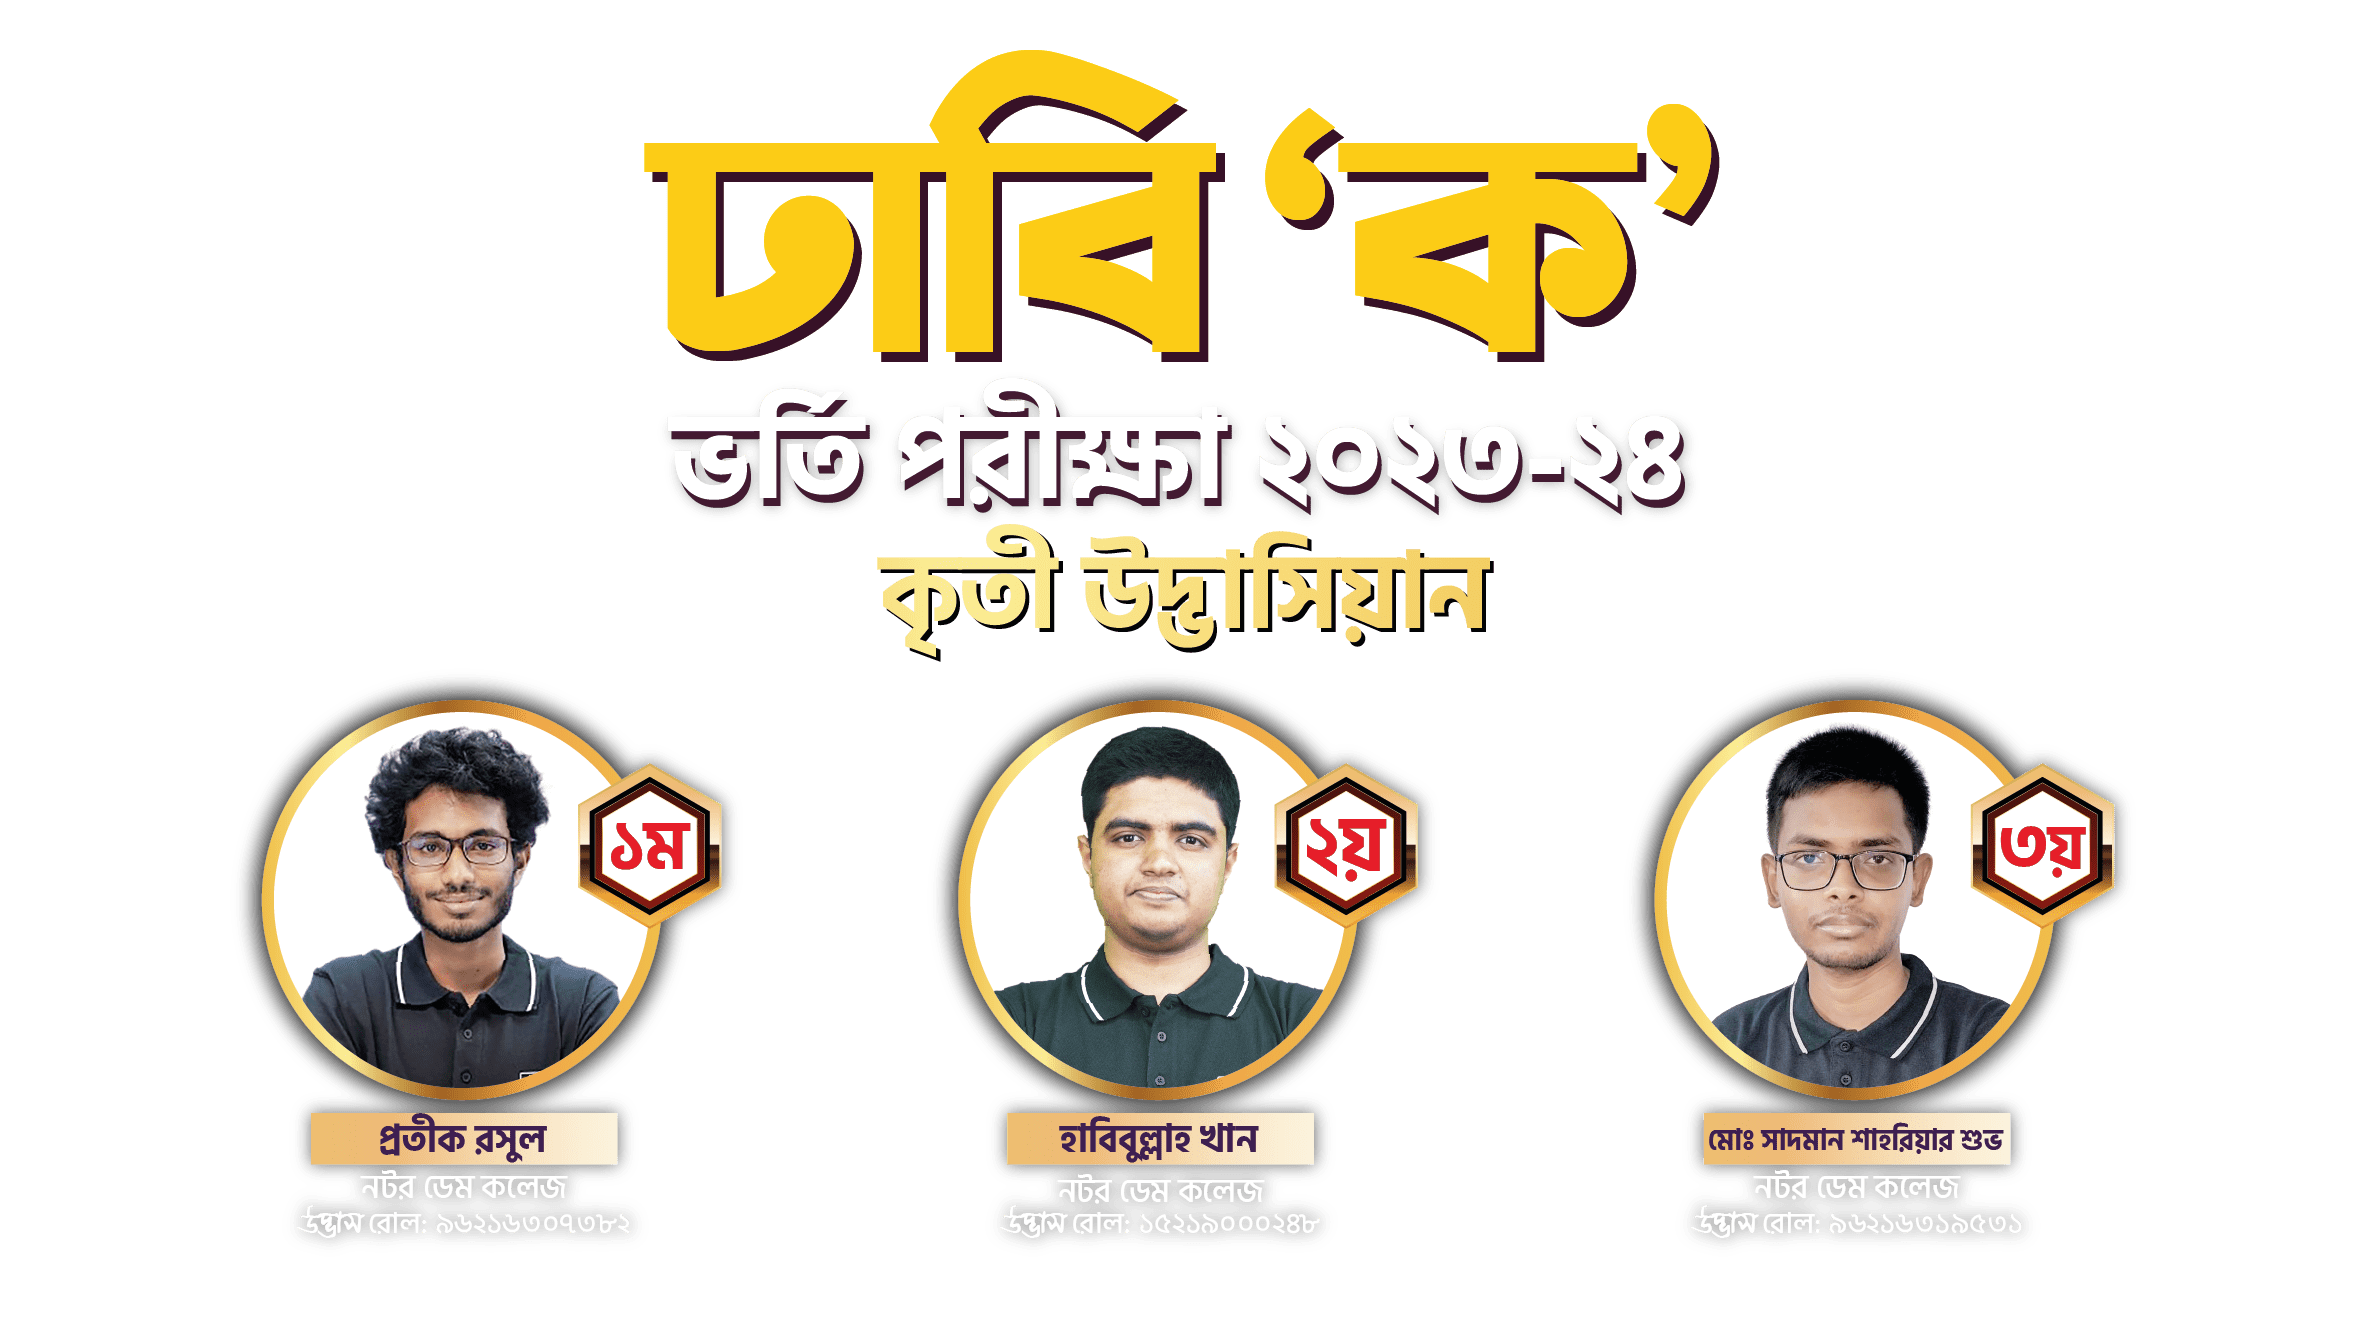 ঢাবি ‘ক’
ভর্তি পরীক্ষা ২০২৩-২৪
কৃতী উদ্ভাসিয়ান
১ম
২য়
৩য়
প্রতীক রসুল
নটর ডেম কলেজ
উদ্ভাস রোল: ৯৬২১৬৩০৭৩৮২
হাবিবুল্লাহ খান
নটর ডেম কলেজ
উদ্ভাস রোল: ১৫২১৯০০০২৪৮
মোঃ সাদমান শাহরিয়ার শুভ
নটর ডেম কলেজ
উদ্ভাস রোল: ৯৬২১৬৩১৯৫৩১